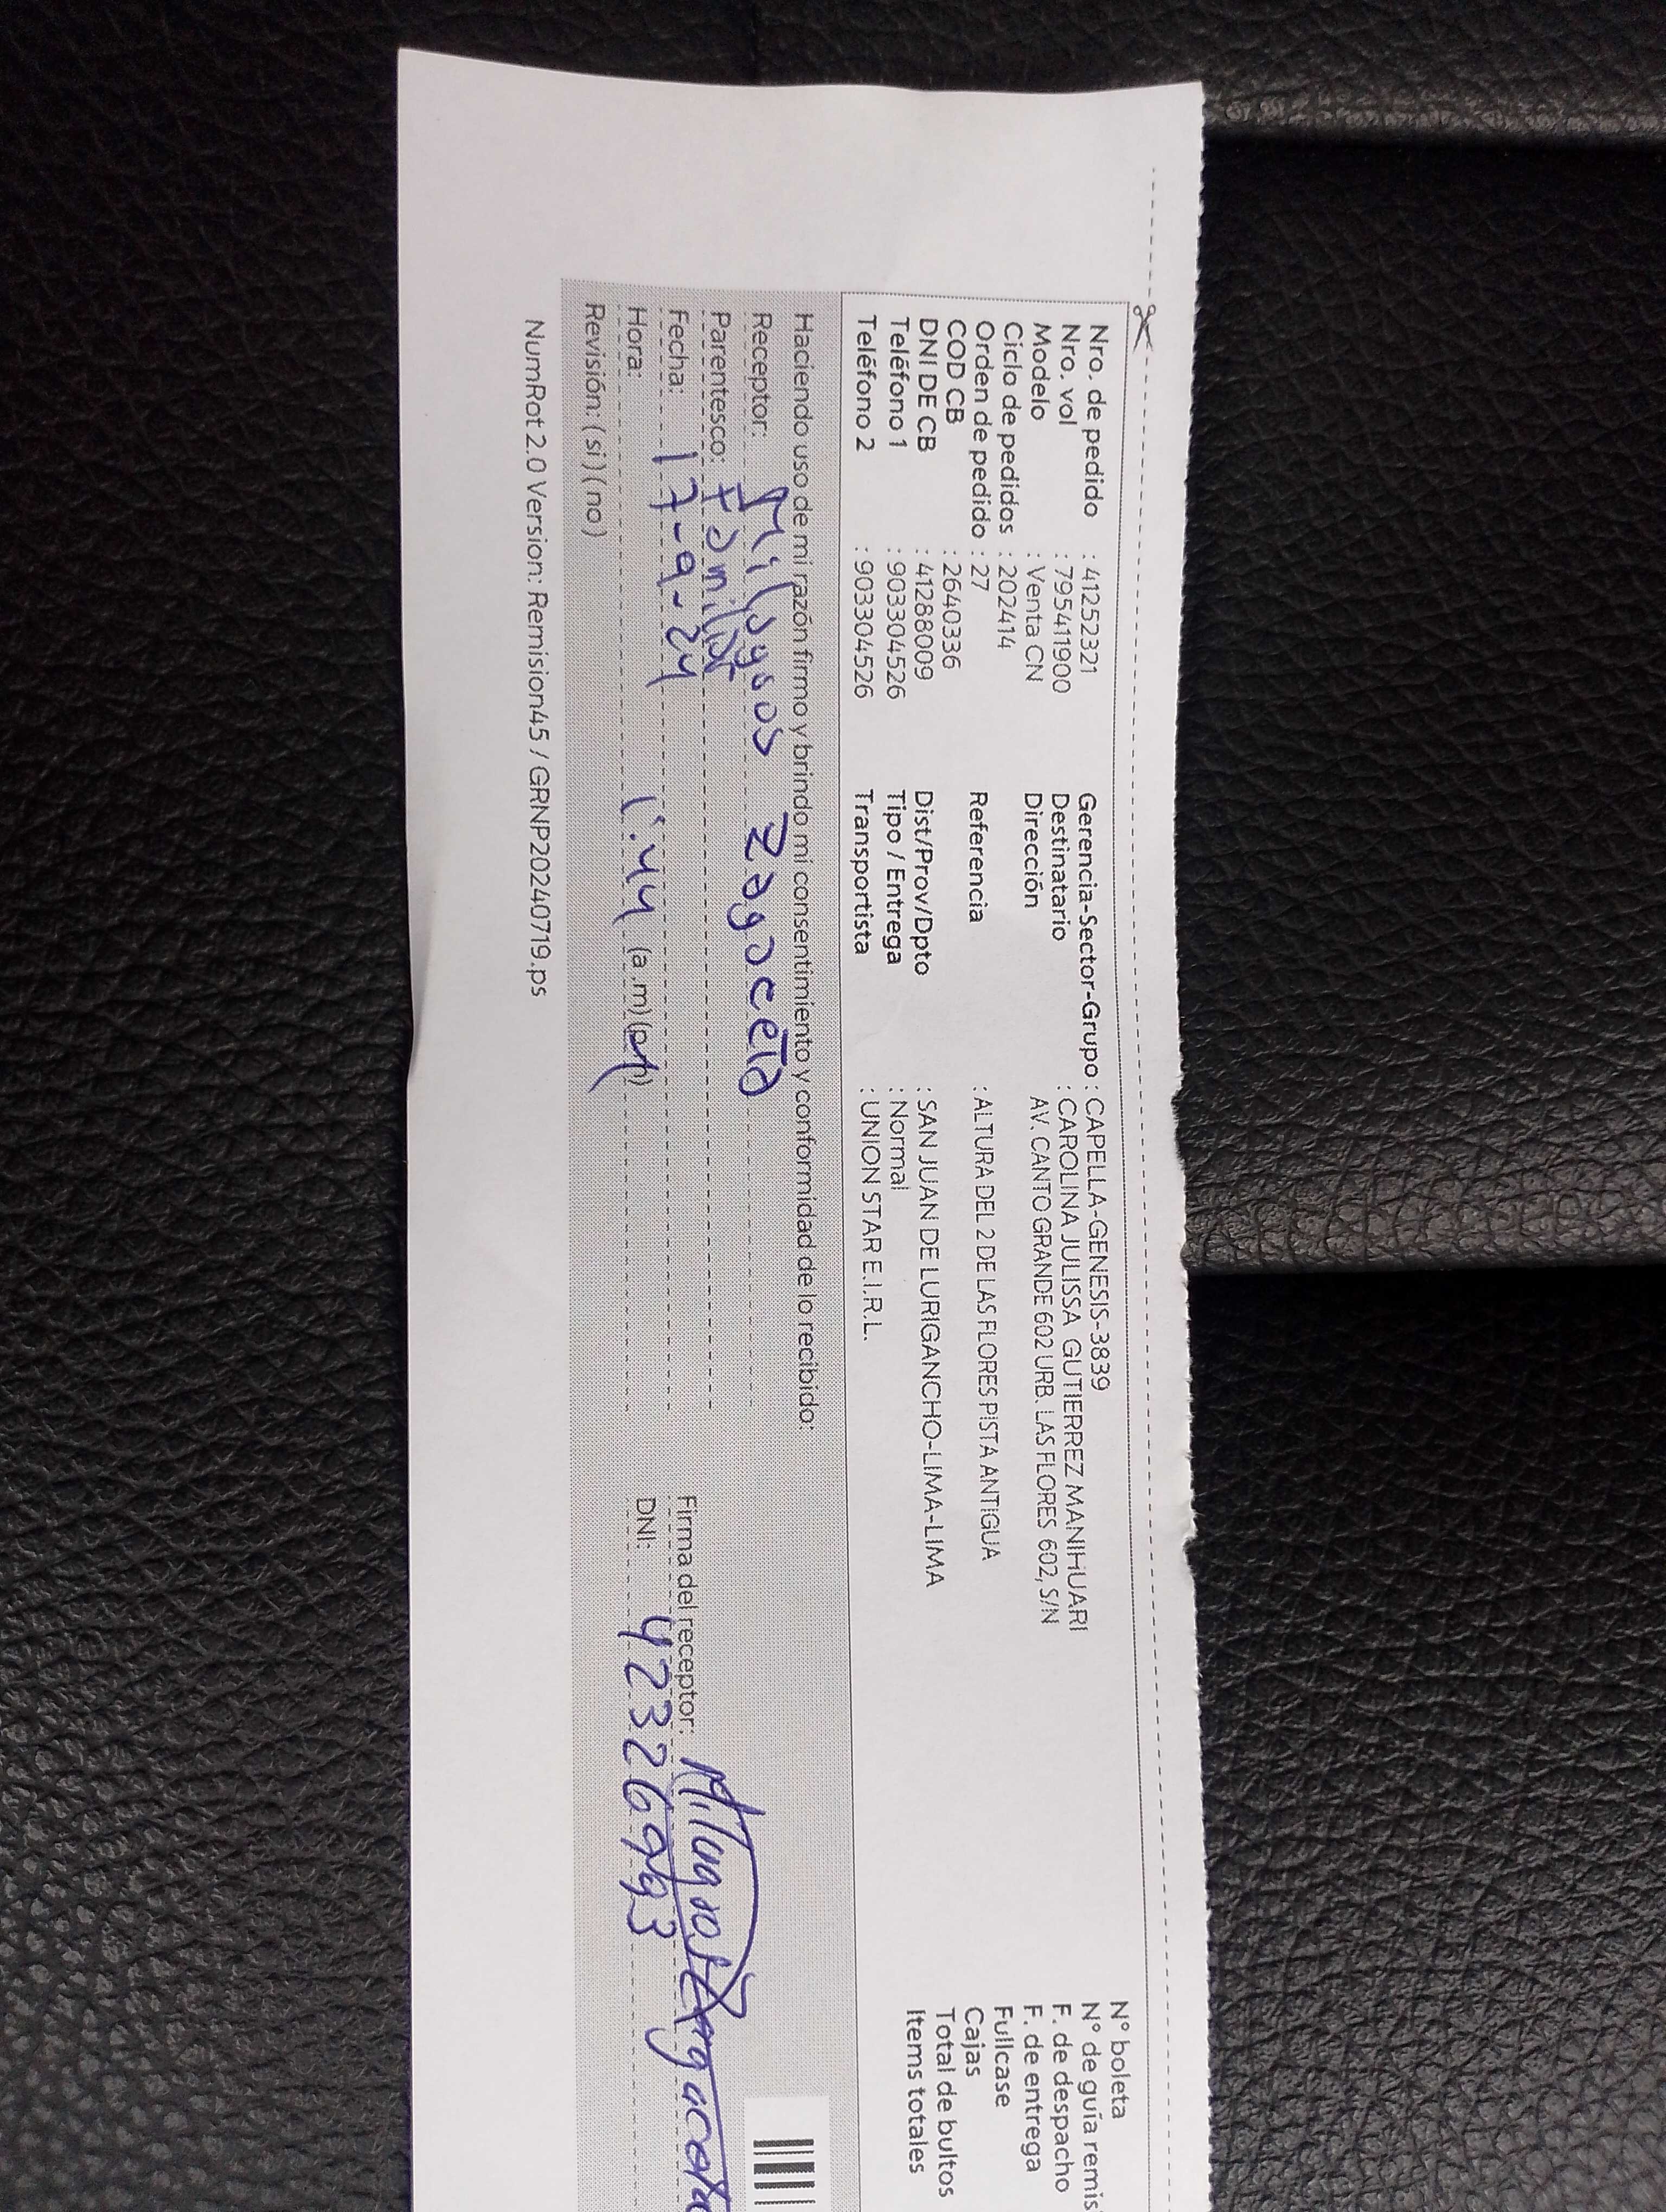 Nro. de pedido : 41252321
Nro. vol : 795411900
Modelo : Venta CN
Ciclo de pedidos : 202414
Orden de pedido : 27
COD CB : 2640336
DNI DE CB : 41288009
Teléfono 1 : 903304526
Teléfono 2 : 903304526
Gerencia-Sector-Grupo : CAPELLA-GENESIS-3839
Destinatario : CAROLINA JULISSA GUTIERREZ MANIHUARI
Dirección AV. CANTO GRANDE 602 URB. LAS FLORES 602, S/N
Referencia : ALTURA DEL 2 DE LAS FLORES PISTA ANTIGUA
Dist/Prov/Dpto : SAN JUAN DE LURIGANCHO-LIMA-LIMA
Tipo / Entrega : Normal
Transportista : UNION STAR E.I.R.L.
N° boleta
N° de guía remis
F. de despacho
F. de entrega
Fullcase
Cajas
Total de bultos
Items totales
Haciendo uso de mi razón firmo y brindo mi consentimiento y conformidad de lo recibido:
Receptor: Milagros Zagaceta
Parentesco: Familiar
Fecha: 17-9-24
Hora: 1:44 (a.m) (pm)
Revisión: (si) (no)
Firma del receptor: Milagros Zagaceta
DNI:
NumRot 2.0 Version: Remision45 / GRNP20240719.ps